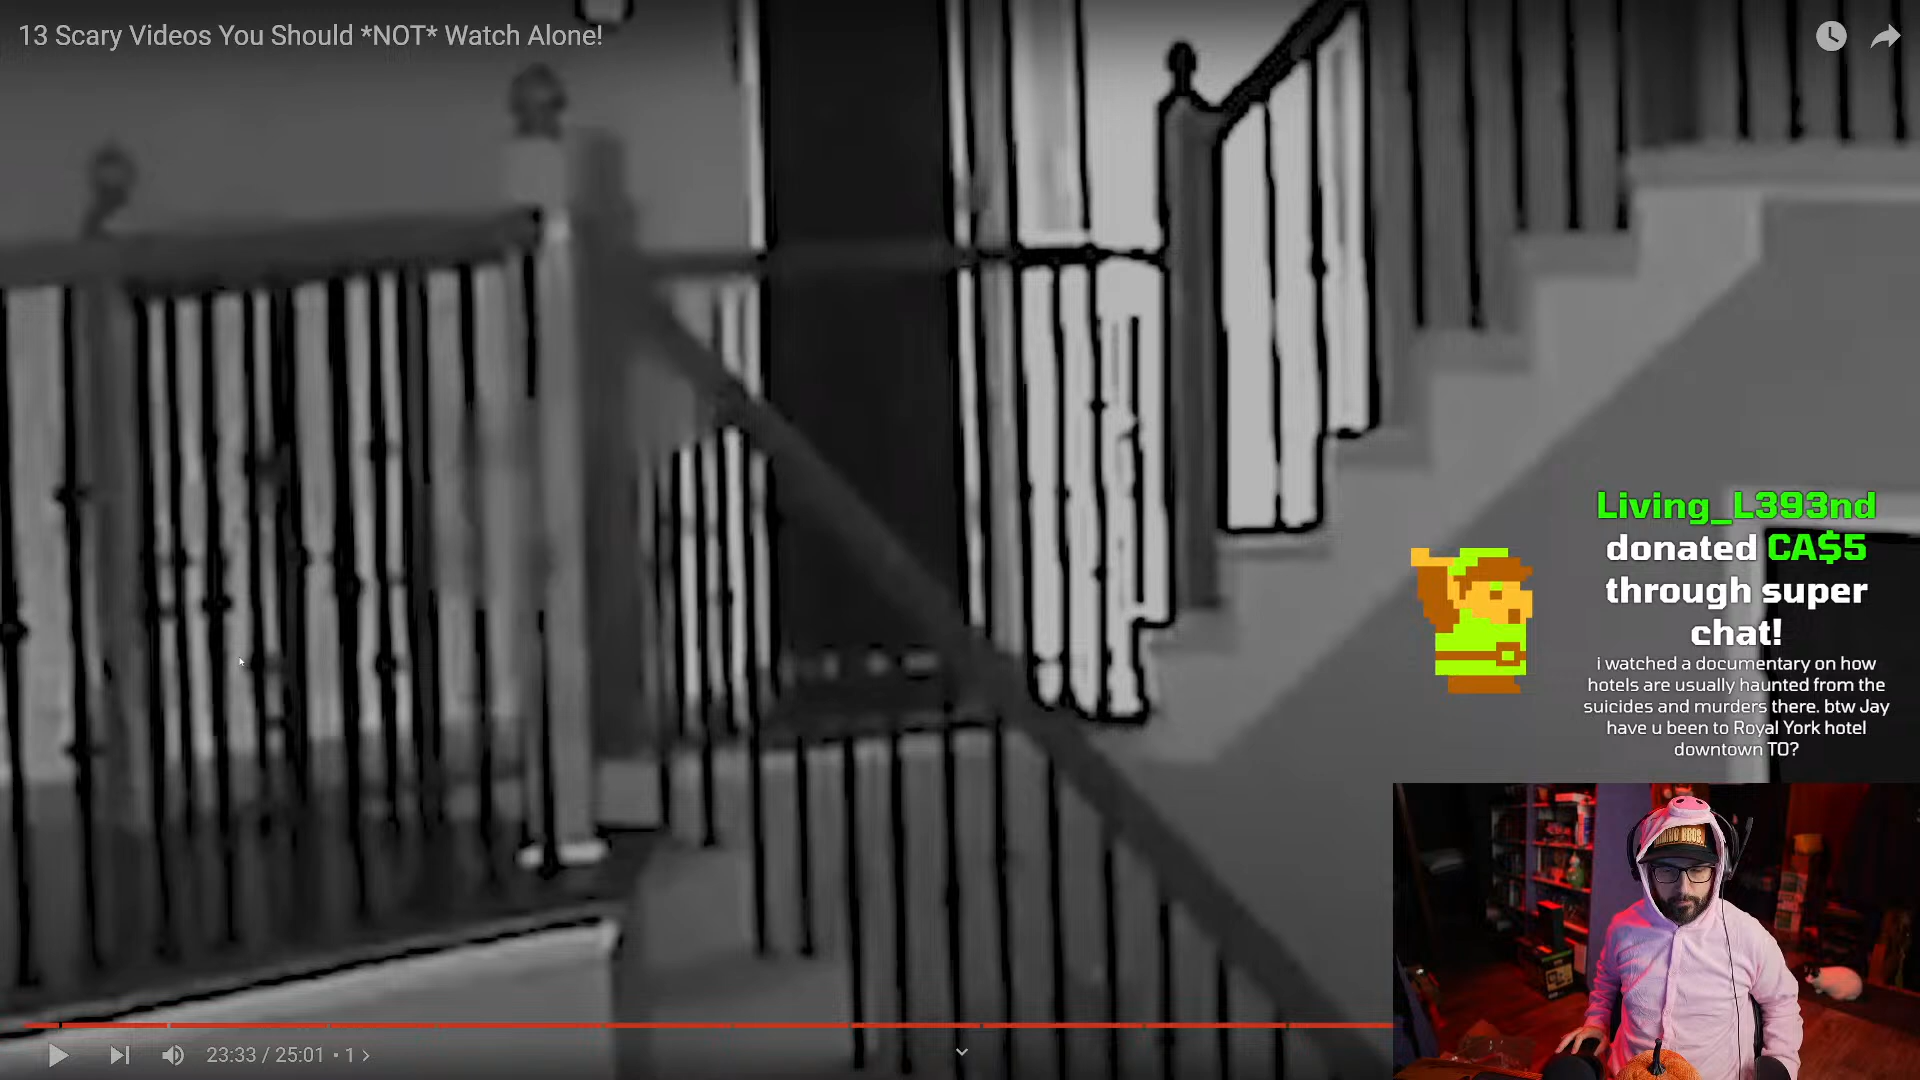 13 Scary Videos You Should *NOT* Watch Alone!
Living_L393nd
donated CA$5
through super
chat!
i watched a documentary on how
hotels are usually haunted from the
suicides and murders there. btw Jay
have u been to Royal York hotel
downtown TO?
23:33 / 25:01 • 1 >